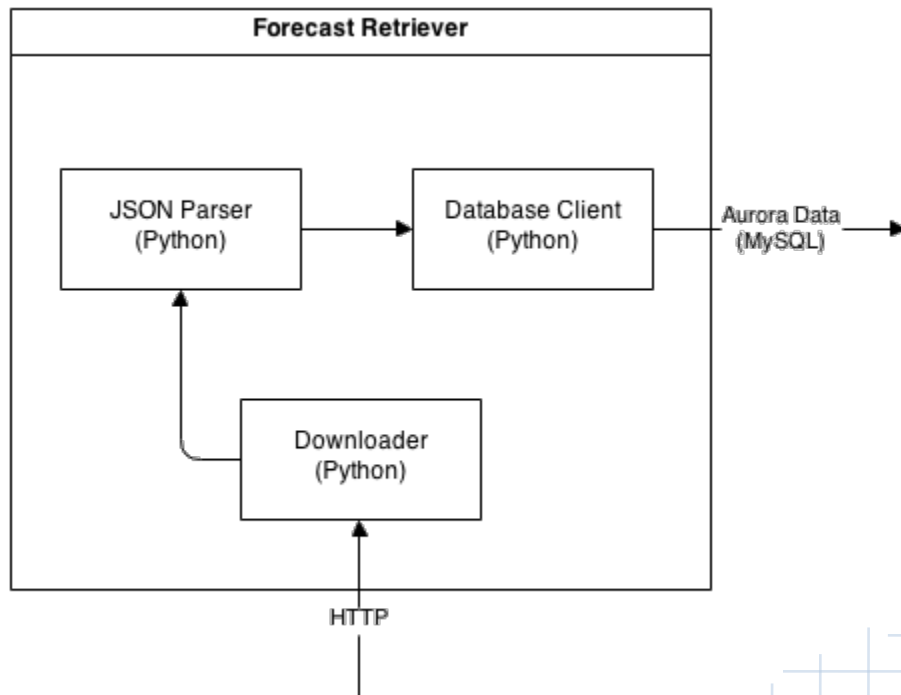 Forecast Retriever
JSON Parser
(Python)
Database Client
(Python)
Aurora Data
(MySQL)
Downloader
(Python)
HTTP